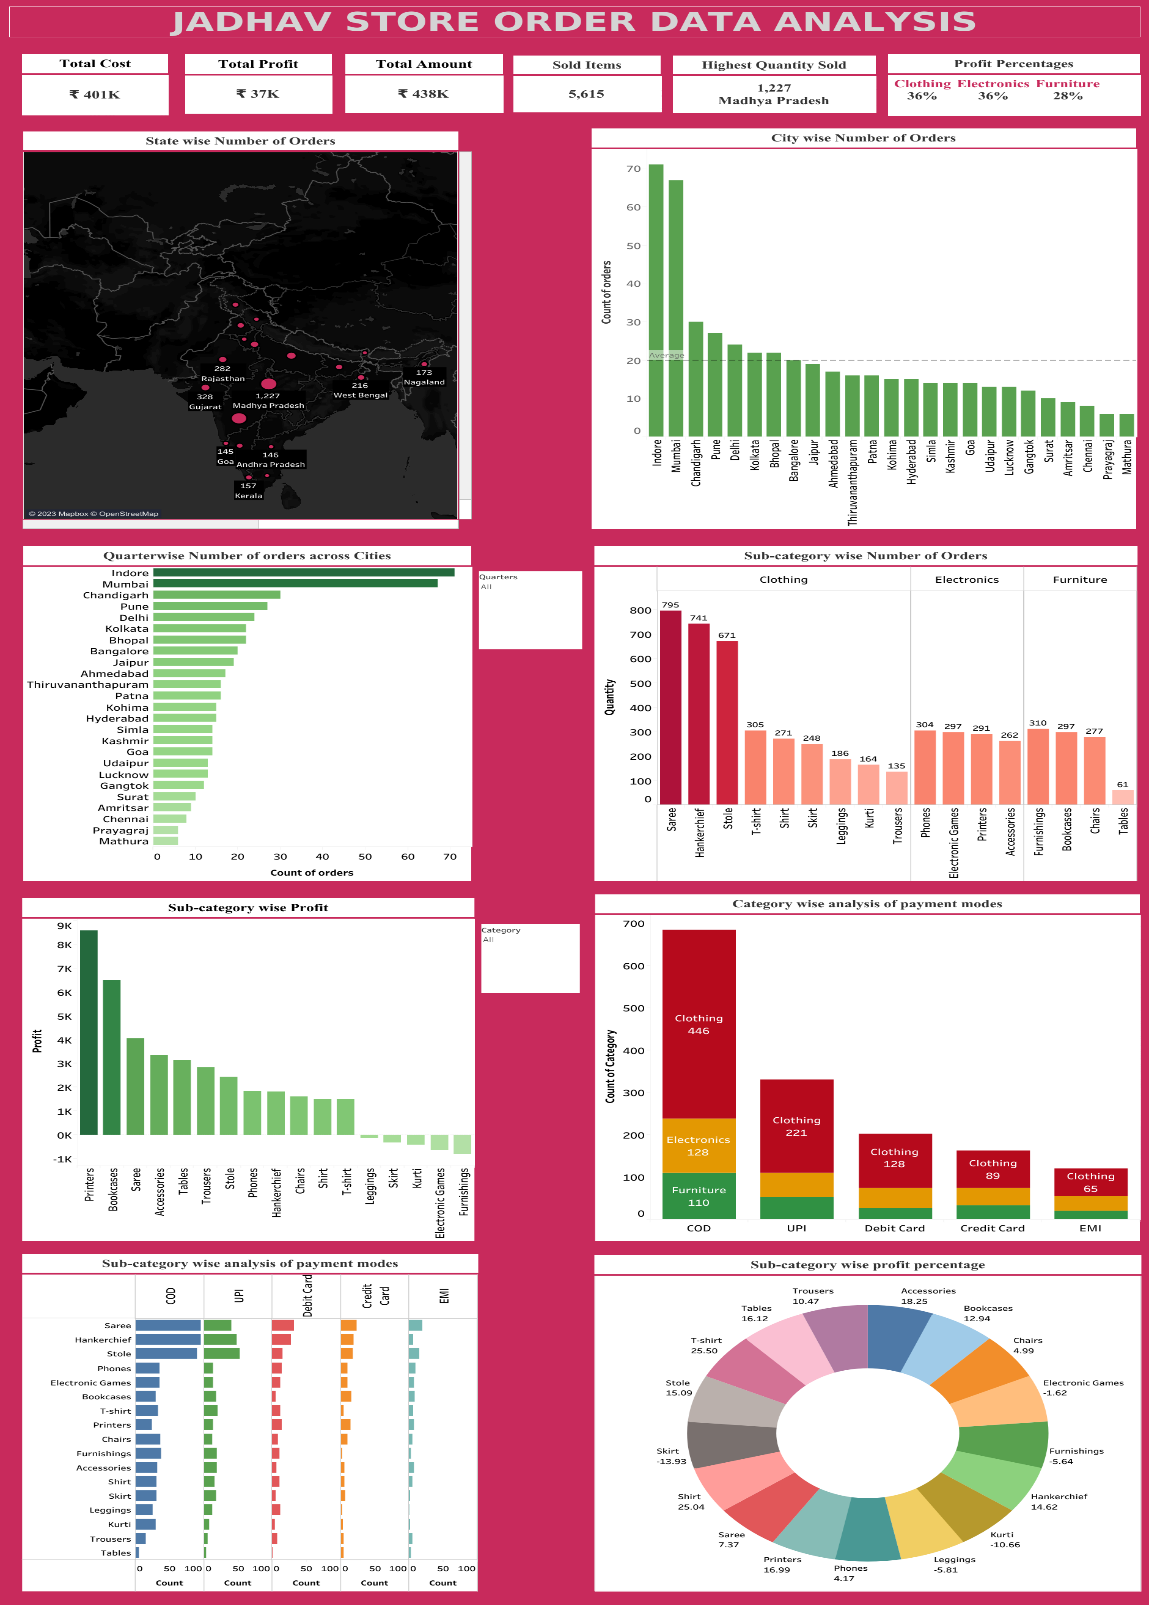 JADHAV STORE ORDER DATA ANALYSIS
Total Cost
₹ 401K
Total Profit
₹ 37K
Total Amount
₹ 438K
Sold Items
5,615
Highest Quantity Sold
1,227
Madhya Pradesh
Profit Percentages
Clothing Electronics Furniture
36% 36% 28%
State wise Number of Orders
282
Rajasthan
328
Gujarat
1,227
Madhya Pradesh
216
West Bengal
173
Nagaland
145
Goa
146
Andhra Pradesh
157
Kerala
© 2023 Mapbox © OpenStreetMap
City wise Number of Orders
Count of orders
70
60
50
40
30
20
10
0
Average
Indore
Mumbai
Chandigarh
Pune
Delhi
Kolkata
Bhopal
Bangalore
Jaipur
Ahmedabad
Thiruvananthapuram
Patna
Kohima
Hyderabad
Simla
Kashmir
Goa
Udaipur
Lucknow
Gangtok
Surat
Amritsar
Chennai
Prayagraj
Mathura
Quarterwise Number of orders across Cities
Indore
Mumbai
Chandigarh
Pune
Delhi
Kolkata
Bhopal
Bangalore
Jaipur
Ahmedabad
Thiruvananthapuram
Patna
Kohima
Hyderabad
Simla
Kashmir
Goa
Udaipur
Lucknow
Gangtok
Surat
Amritsar
Chennai
Prayagraj
Mathura
0 10 20 30 40 50 60 70
Count of orders
Quarters
All
Sub-category wise Number of Orders
Clothing Electronics Furniture
Quantity
800
700
600
500
400
300
200
100
0
795 741 671 305 271 248 186 164 135 304 297 291 262 310 297 277 61
Saree
Hankerchief
Stole
T-shirt
Shirt
Skirt
Leggings
Kurti
Trousers
Phones
Electronic Games
Printers
Accessories
Furnishings
Bookcases
Chairs
Tables
Sub-category wise Profit
Profit
9K
8K
7K
6K
5K
4K
3K
2K
1K
0K
-1K
Printers
Bookcases
Saree
Accessories
Tables
Trousers
Stole
Phones
Hankerchief
Chairs
Shirt
T-shirt
Leggings
Skirt
Kurti
Electronic Games
Furnishings
Category
All
Category wise analysis of payment modes
Count of Category
700
600
500
400
300
200
100
0
Clothing
446
Electronics
128
Furniture
110
Clothing
221
Clothing
128
Clothing
89
Clothing
65
COD UPI Debit Card Credit Card EMI
Sub-category wise analysis of payment modes
COD
UPI
Debit Card
Credit
Card
EMI
Saree
Hankerchief
Stole
Phones
Electronic Games
Bookcases
T-shirt
Printers
Chairs
Furnishings
Accessories
Shirt
Skirt
Leggings
Kurti
Trousers
Tables
0 50 100 0 50 100 0 50 100 0 50 100 0 50 100
Count Count Count Count Count
Sub-category wise profit percentage
Accessories
18.25
Bookcases
12.94
Chairs
4.99
Electronic Games
-1.62
Furnishings
-5.64
Hankerchief
14.62
Kurti
-10.66
Leggings
-5.81
Phones
4.17
Printers
16.99
Saree
7.37
Shirt
25.04
Skirt
-13.93
Stole
15.09
T-shirt
25.50
Tables
16.12
Trousers
10.47